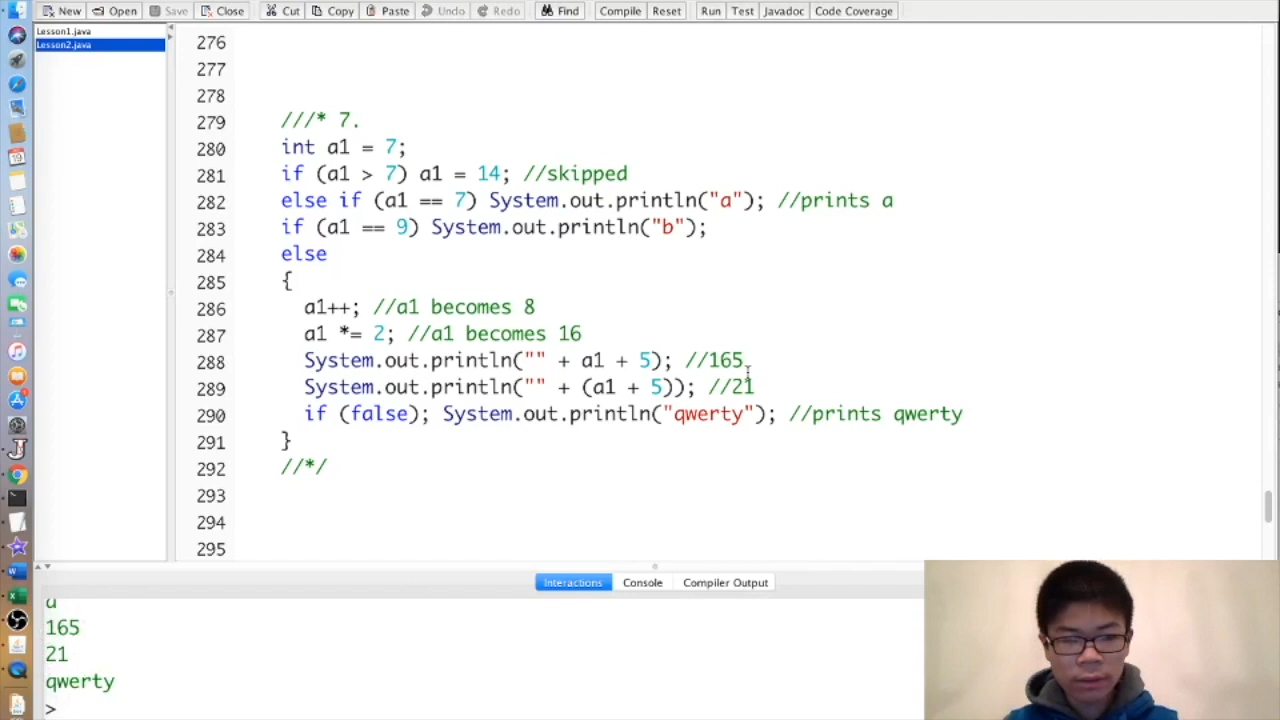 New Open Save Close Cut Copy Paste Undo Redo Find Compile Reset Run Test Javadoc Code Coverage
Lesson1.java
Lesson2.java
276
277
278
279 ///* 7.
280 int a1 = 7;
281 if (a1 > 7) a1 = 14; //skipped
282 else if (a1 == 7) System.out.println("a"); //prints a
283 if (a1 == 9) System.out.println("b");
284 else
285 {
286 a1++; //a1 becomes 8
287 a1 *= 2; //a1 becomes 16
288 System.out.println("" + a1 + 5); //165
289 System.out.println("" + (a1 + 5)); //21
290 if (false); System.out.println("qwerty"); //prints qwerty
291 }
292 //*/
293
294
295
Interactions Console Compiler Output
a
165
21
qwerty
>